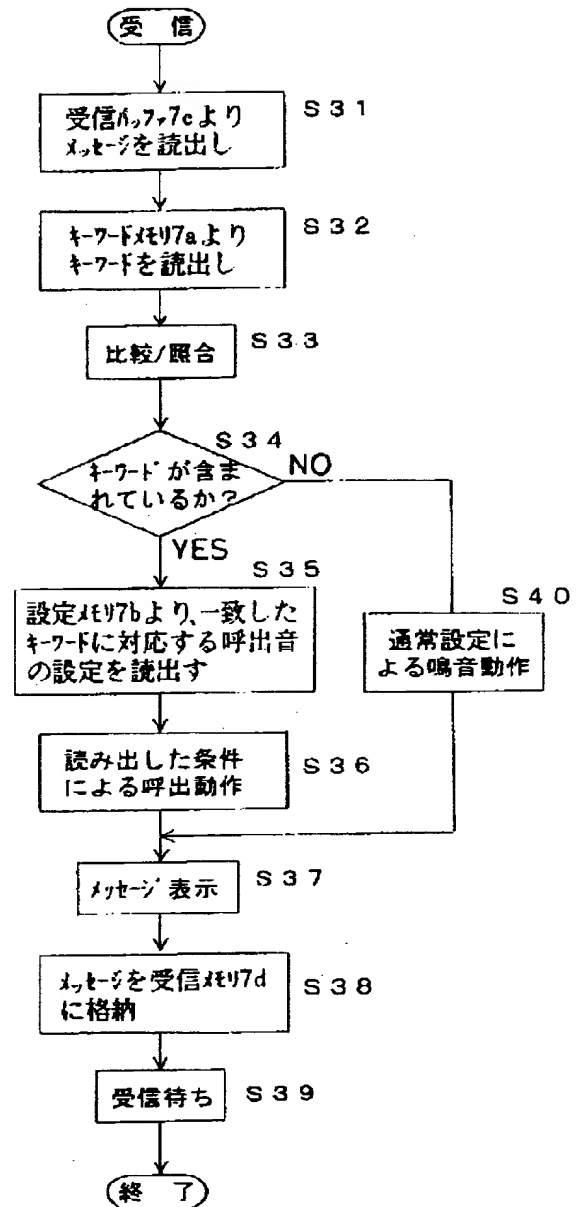 受 信
S31
受信バッファ7cより
メッセージを読出し
S32
キーワードメモリ7aより
キーワードを読出し
S33
比較/照合
S34
キーワードが含ま
れているか?
NO
YES
S35
設定メモリ7bより、一致した
キーワードに対応する呼出音
の設定を読出す
S40
通常設定に
よる鳴音動作
読み出した条件
による呼出動作
S36
メッセージ表示
S37
メッセージを受信メモリ7d
に格納
S38
受信待ち
S39
終 了